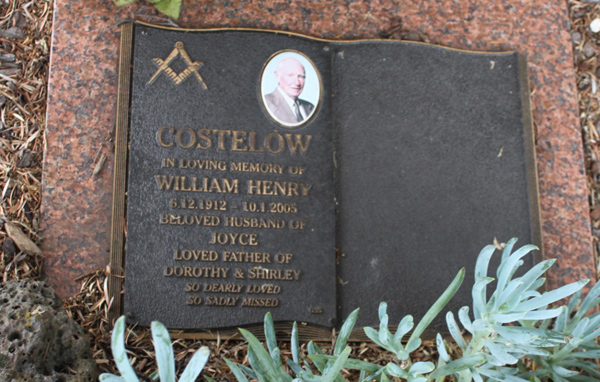 COSTELOW
IN LOVING MEMORY OF
WILLIAM HENRY
6.12.1912 – 10.1.2005
BELOVED HUSBAND OF
JOYCE
LOVED FATHER OF
DOROTHY & SHIRLEY
SO DEARLY LOVED
SO SADLY MISSED